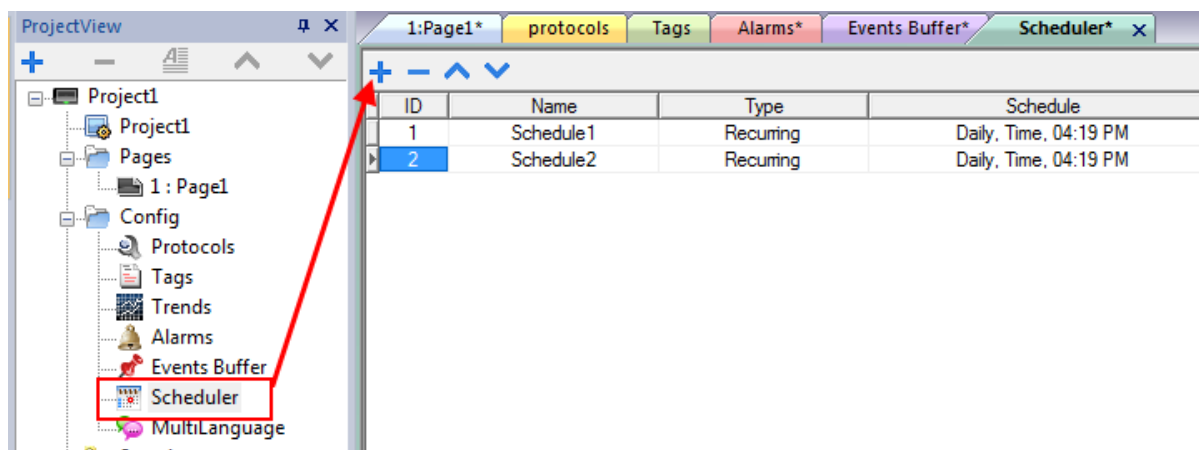 ProjectView
Project1
Project1
Pages
1 : Page1
Config
Protocols
Tags
Trends
Alarms
Events Buffer
Scheduler
MultiLanguage
1:Page1* protocols Tags Alarms* Events Buffer* Scheduler*
ID Name Type Schedule
1 Schedule1 Recurring Daily, Time, 04:19 PM
2 Schedule2 Recurring Daily, Time, 04:19 PM